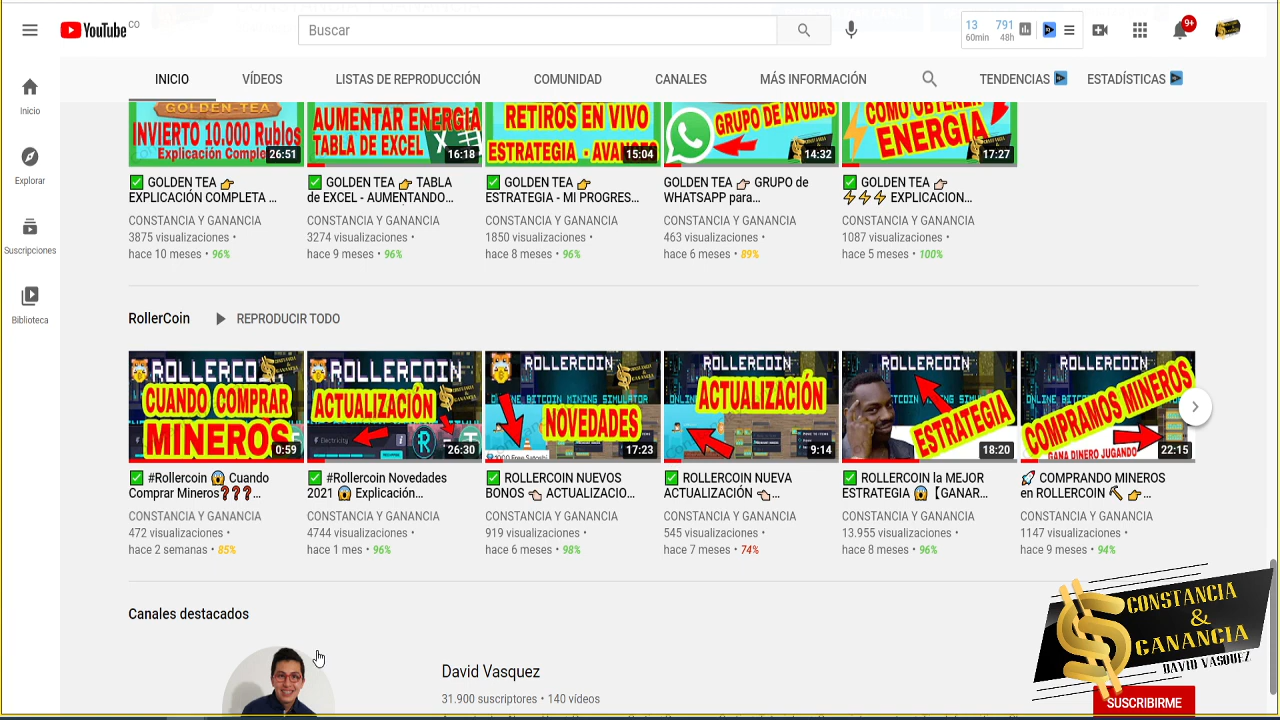 YouTube CO
Buscar
13
60min
791
48h
9+
INICIO
VÍDEOS
LISTAS DE REPRODUCCIÓN
COMUNIDAD
CANALES
MÁS INFORMACIÓN
TENDENCIAS
ESTADÍSTICAS
Inicio
Explorar
Suscripciones
Biblioteca
GOLDEN-TEA
INVIERTO 10.000 Rublos
Explicación Comple
26:51
AUMENTAR ENERGIA
TABLA DE EXCEL
16:18
RETIROS EN VIVO
ESTRATEGIA - AVAN
15:04
GRUPO DE AYUDAS
14:32
COMO OBTENER
ENERGIA
17:27
✅ GOLDEN TEA 👉
EXPLICACIÓN COMPLETA ...
CONSTANCIA Y GANANCIA
3875 visualizaciones •
hace 10 meses • 96%
✅ GOLDEN TEA 👉 TABLA
de EXCEL - AUMENTANDO...
CONSTANCIA Y GANANCIA
3274 visualizaciones •
hace 9 meses • 96%
✅ GOLDEN TEA 👉
ESTRATEGIA - MI PROGRES...
CONSTANCIA Y GANANCIA
1850 visualizaciones •
hace 8 meses • 96%
GOLDEN TEA 👉🏻 GRUPO de
WHATSAPP para...
CONSTANCIA Y GANANCIA
463 visualizaciones •
hace 6 meses • 89%
✅ GOLDEN TEA 👉🏻
⚡⚡⚡ EXPLICACION...
CONSTANCIA Y GANANCIA
1087 visualizaciones •
hace 5 meses • 100%
RollerCoin
REPRODUCIR TODO
ROLLERCO
CUANDO COMPRAR
MINEROS
0:59
ROLLERCOIN
ACTUALIZACIÓN
Electricity
26:30
ROLLERCOIN
NOVEDADES
1000 Free Satoshi
17:23
ROLLERCOIN
ACTUALIZACIÓN
9:14
ROLLERCOIN
ESTRATEGIA
18:20
ROLLERCOIN
COMPRAMOS MINEROS
GANA DINERO JUGANDO
22:15
✅ #Rollercoin 😱 Cuando
Comprar Mineros❓❓❓...
CONSTANCIA Y GANANCIA
472 visualizaciones •
hace 2 semanas • 85%
✅ #Rollercoin Novedades
2021 😱 Explicación...
CONSTANCIA Y GANANCIA
4744 visualizaciones •
hace 1 mes • 96%
✅ ROLLERCOIN NUEVOS
BONOS 👈🏻 ACTUALIZACIO...
CONSTANCIA Y GANANCIA
919 visualizaciones •
hace 6 meses • 98%
✅ ROLLERCOIN NUEVA
ACTUALIZACIÓN 👈🏻...
CONSTANCIA Y GANANCIA
545 visualizaciones •
hace 7 meses • 74%
✅ ROLLERCOIN la MEJOR
ESTRATEGIA 😱【GANAR...
CONSTANCIA Y GANANCIA
13.955 visualizaciones •
hace 8 meses • 96%
🚀 COMPRANDO MINEROS
en ROLLERCOIN ⛏ 👉...
CONSTANCIA Y GANANCIA
1147 visualizaciones •
hace 9 meses • 94%
Canales destacados
David Vasquez
31.900 suscriptores • 140 vídeos
SUSCRIBIRME
CONSTANCIA
&
GANANCIA
DAVID VASQUEZ